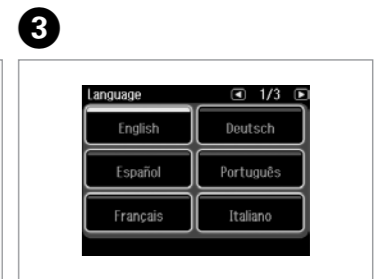 3
Language 1/3
English Deutsch
Español Português
Français Italiano